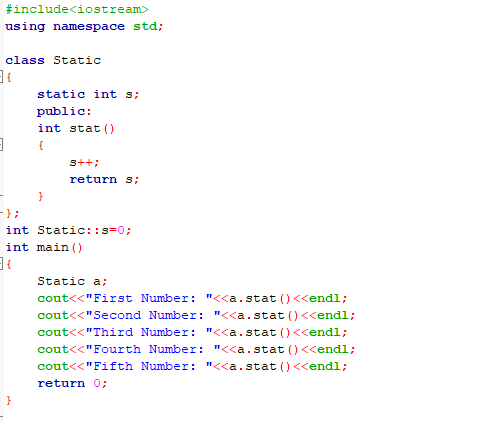 #include<iostream>
using namespace std;
class Static
{
static int s;
public:
int stat()
{
s++;
return s;
}
};
int Static::s=0;
int main()
{
Static a;
cout<<"First Number: "<<a.stat()<<endl;
cout<<"Second Number: "<<a.stat()<<endl;
cout<<"Third Number: "<<a.stat()<<endl;
cout<<"Fourth Number: "<<a.stat()<<endl;
cout<<"Fifth Number: "<<a.stat()<<endl;
return 0;
}